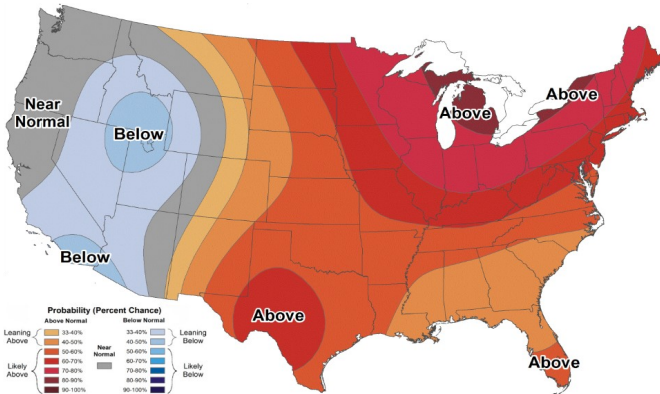 Near
Normal
Below
Above
Above
Below
Above
Above
Probability (Percent Chance)
Above Normal
Below Normal
Leaning
Above
33-40%
40-50%
Likely
Above
50-60%
60-70%
70-80%
80-90%
90-100%
Near
Normal
33-40%
40-50%
Leaning
Below
50-60%
60-70%
70-80%
80-90%
90-100%
Likely
Below